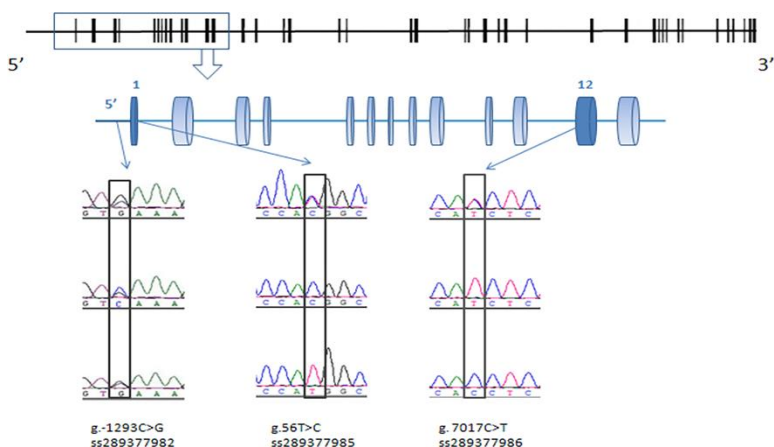 5’ 3’
1 12
5’
G T G A A A
C C A C G G C
C A T C T C
G T C A A A
C C A C G G C
C A T C T C
G T G A A A
C C A T G G C
C A C C T C
g.-1293C>G
ss289377982
g.56T>C
ss289377985
g.7017C>T
ss289377986